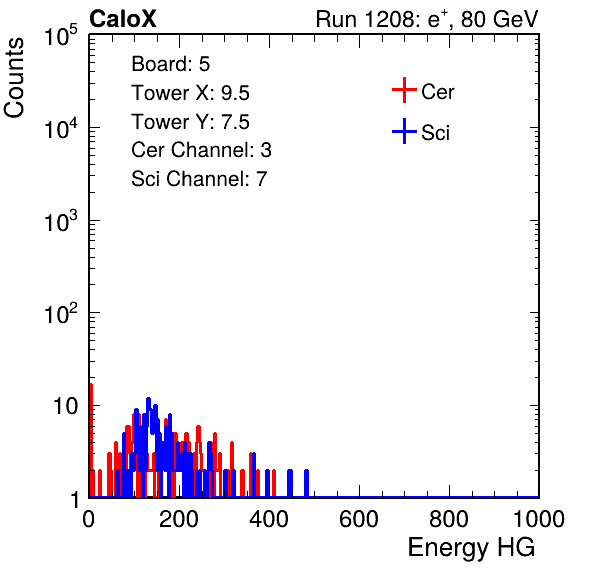 CaloX Run 1208: e⁺, 80 GeV
Counts
10⁵
10⁴
10³
10²
10
1
Board: 5
Tower X: 9.5
Tower Y: 7.5
Cer Channel: 3
Sci Channel: 7
Cer
Sci
0 200 400 600 800 1000
Energy HG